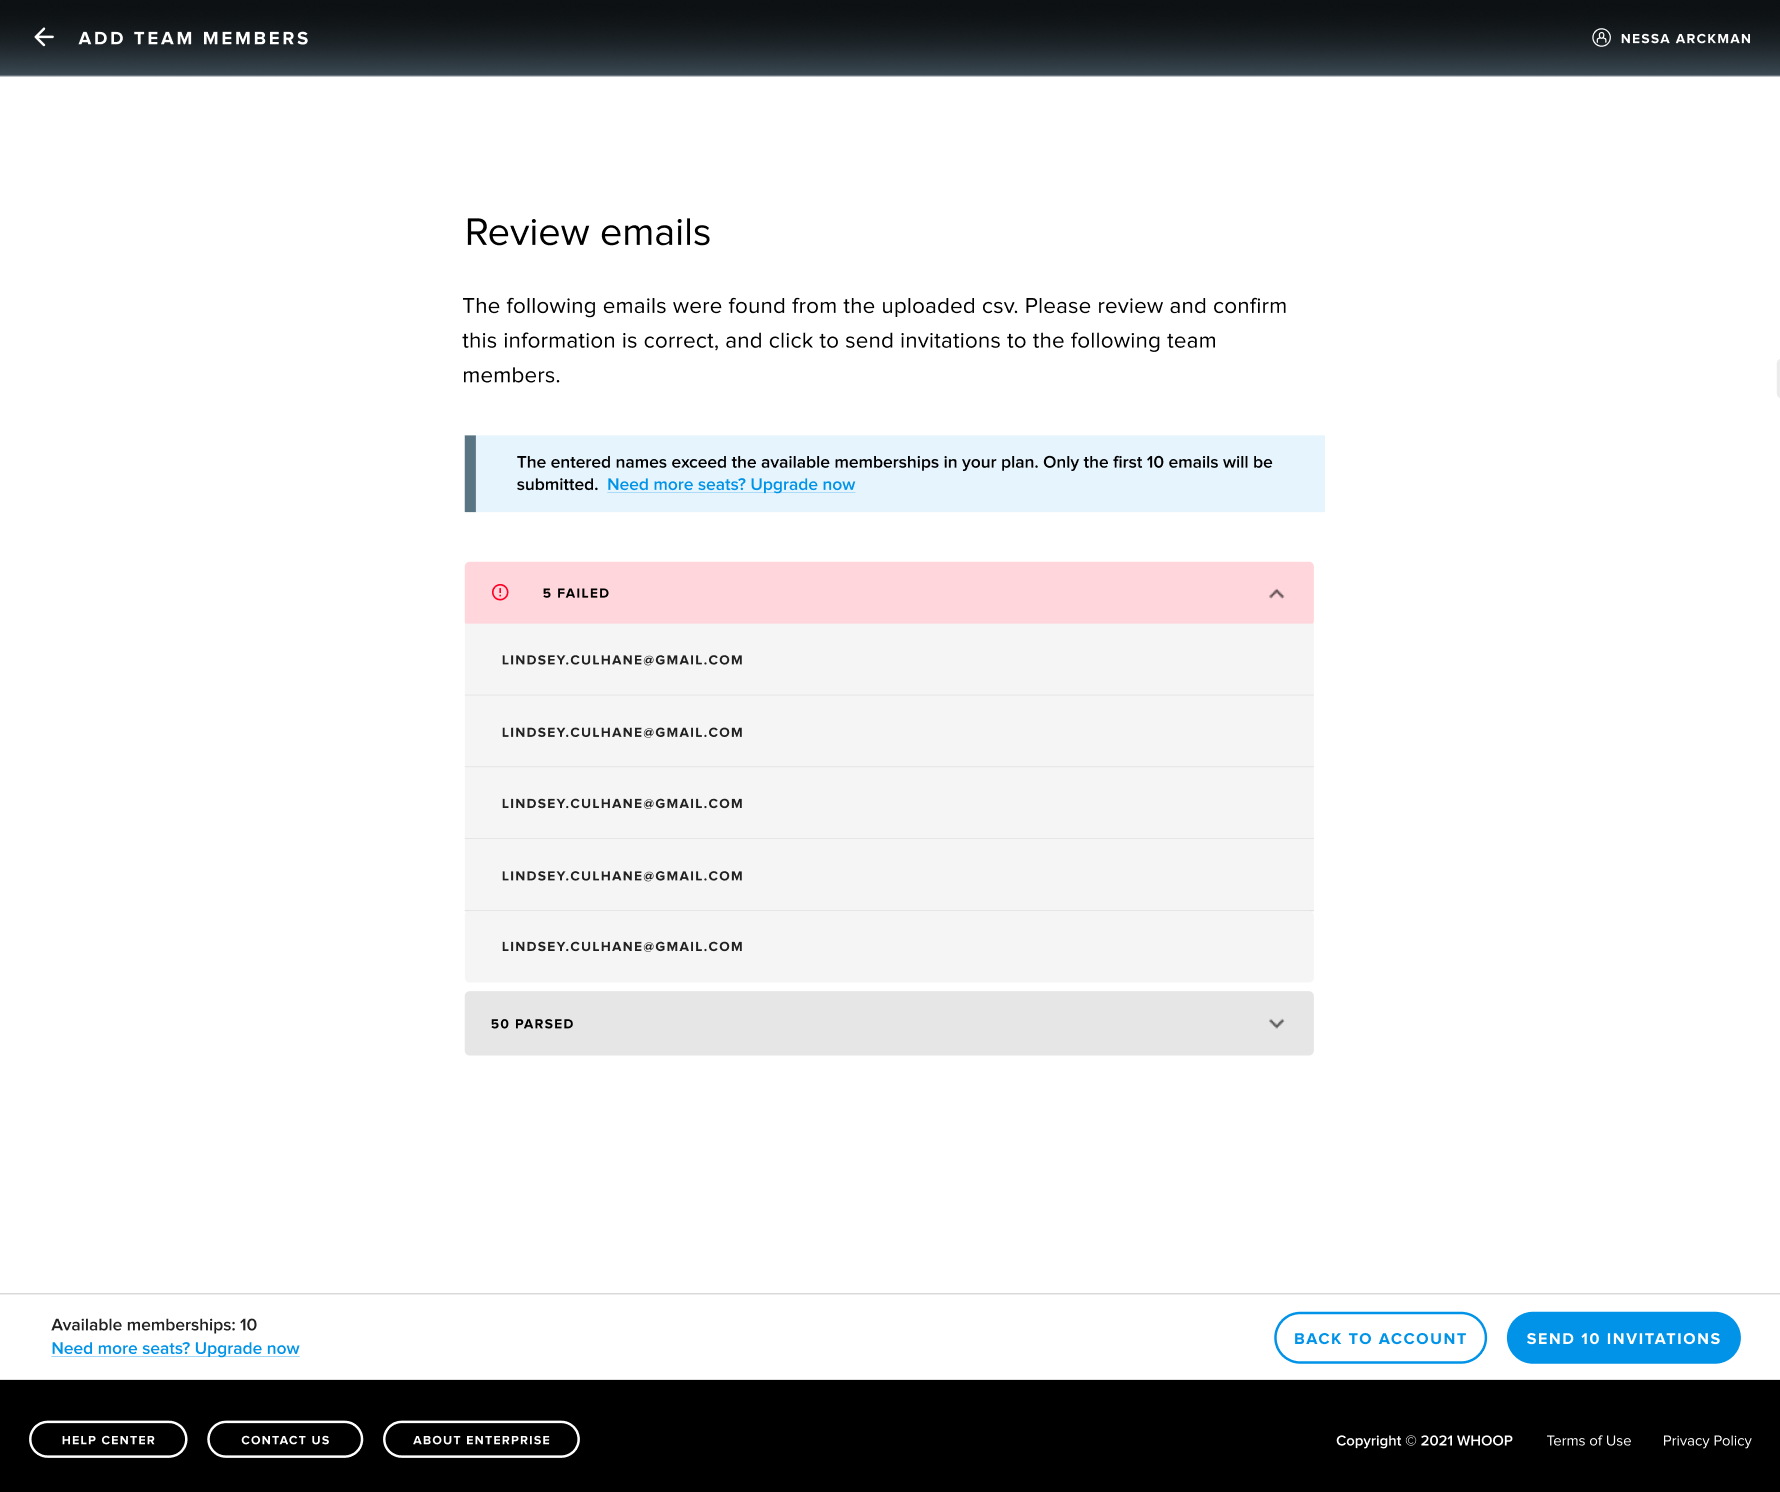 ADD TEAM MEMBERS
NESSA ARCKMAN
Review emails
The following emails were found from the uploaded csv. Please review and confirm
this information is correct, and click to send invitations to the following team
members.
The entered names exceed the available memberships in your plan. Only the first 10 emails will be
submitted. Need more seats? Upgrade now
5 FAILED
LINDSEY.CULHANE@GMAIL.COM
LINDSEY.CULHANE@GMAIL.COM
LINDSEY.CULHANE@GMAIL.COM
LINDSEY.CULHANE@GMAIL.COM
LINDSEY.CULHANE@GMAIL.COM
50 PARSED
Available memberships: 10
Need more seats? Upgrade now
BACK TO ACCOUNT
SEND 10 INVITATIONS
HELP CENTER
CONTACT US
ABOUT ENTERPRISE
Copyright © 2021 WHOOP
Terms of Use
Privacy Policy